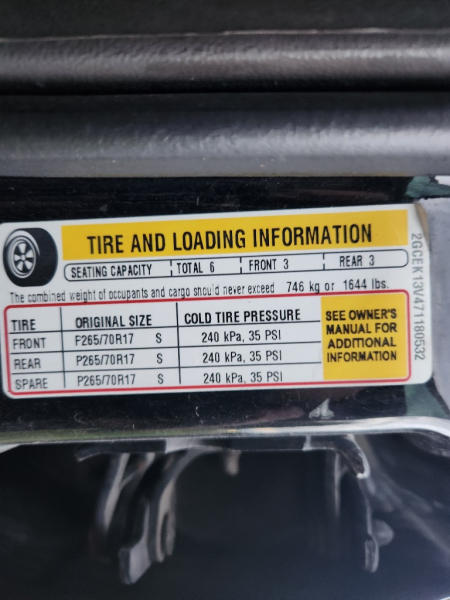 TIRE AND LOADING INFORMATION
SEATING CAPACITY TOTAL 6 FRONT 3 REAR 3
The combined weight of occupants and cargo should never exceed 746 kg or 1644 lbs.
TIRE ORIGINAL SIZE COLD TIRE PRESSURE
FRONT P265/70R17 S 240 kPa, 35 PSI
REAR P265/70R17 S 240 kPa, 35 PSI
SPARE P265/70R17 S 240 kPa, 35 PSI
SEE OWNER'S
MANUAL FOR
ADDITIONAL
INFORMATION
2GCEK13V471180532